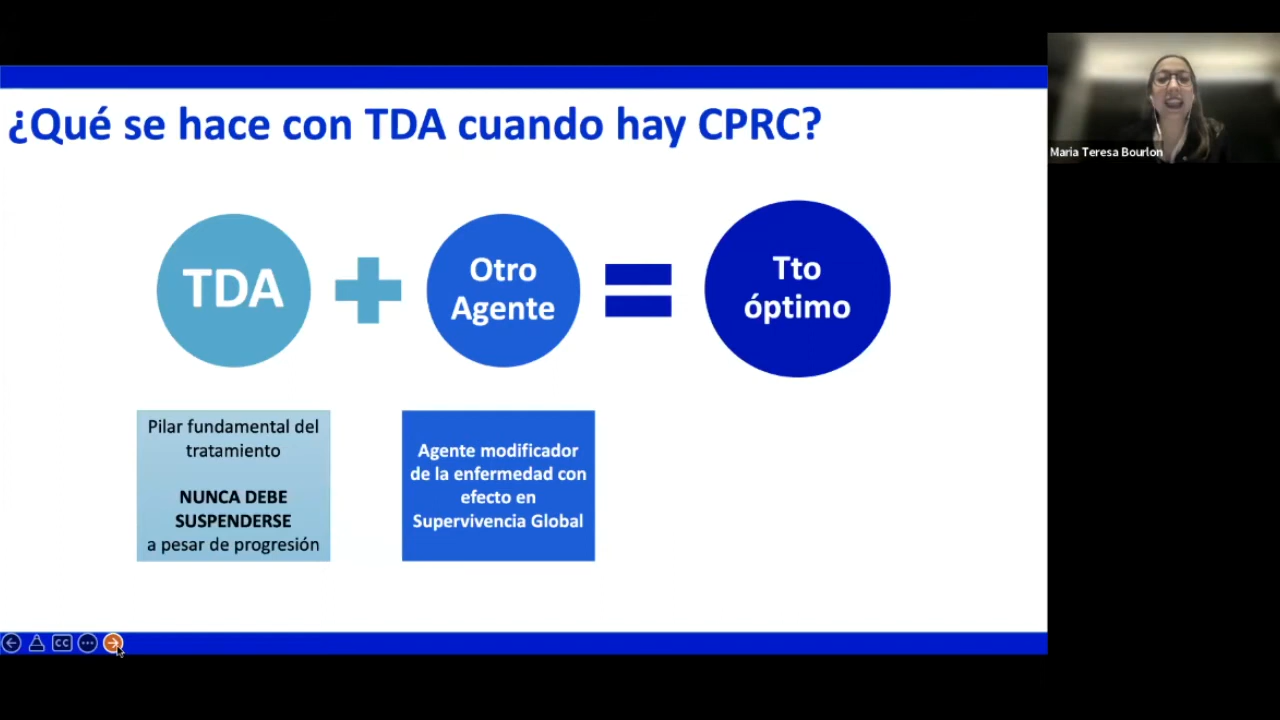 ¿Qué se hace con TDA cuando hay CPRC?
TDA
Otro
Agente
Tto
óptimo
Pilar fundamental del
tratamiento
NUNCA DEBE
SUSPENDERSE
a pesar de progresión
Agente modificador
de la enfermedad con
efecto en
Supervivencia Global
Maria Teresa Bourlon
CC